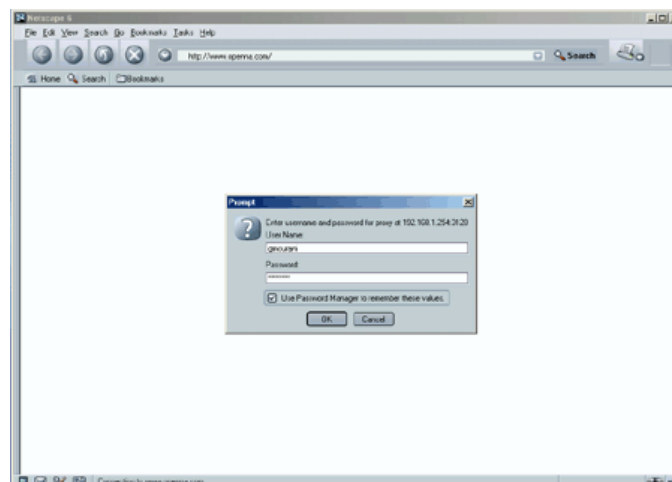 Netscape 6
File Edit View Search Go Bookmarks Tasks Help
http://www.openna.com/
Search
Home Search Bookmarks
Prompt
Enter username and password for proxy at 192.168.1.254:3128
User Name:
Password:
********
Use Password Manager to remember these values.
OK Cancel